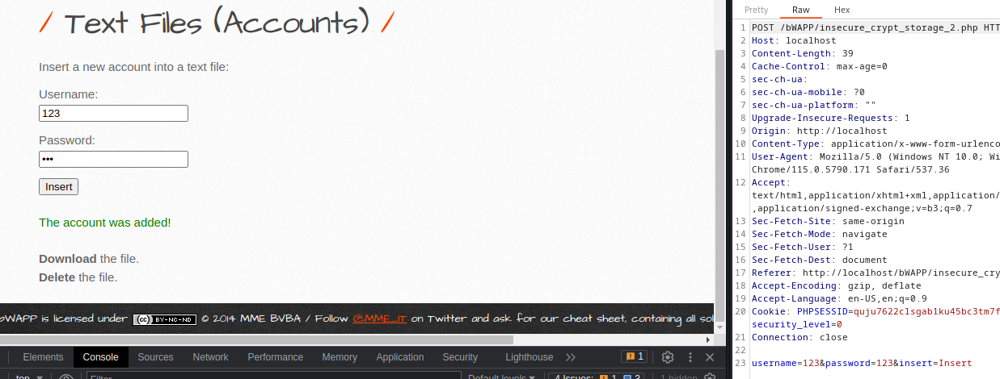 / Text Files (Accounts) /
Insert a new account into a text file:
Username:
123
Password:
•••
Insert
The account was added!
Download the file.
Delete the file.
bWAPP is licensed under (cc) BY-NC-ND © 2014 MME BVBA / Follow @MME_IT on Twitter and ask for our cheat sheet, containing all sol
Elements Console Sources Network Performance Memory Application Security Lighthouse 1
top Filter Default levels 4 Issues: 1 3 1 hidden
Pretty Raw Hex
1 POST /bWAPP/insecure_crypt_storage_2.php HTT
2 Host: localhost
3 Content-Length: 39
4 Cache-Control: max-age=0
5 sec-ch-ua:
6 sec-ch-ua-mobile: ?0
7 sec-ch-ua-platform: ""
8 Upgrade-Insecure-Requests: 1
9 Origin: http://localhost
10 Content-Type: application/x-www-form-urlenco
11 User-Agent: Mozilla/5.0 (Windows NT 10.0; Wi
Chrome/115.0.5790.171 Safari/537.36
12 Accept:
text/html,application/xhtml+xml,application/
,application/signed-exchange;v=b3;q=0.7
13 Sec-Fetch-Site: same-origin
14 Sec-Fetch-Mode: navigate
15 Sec-Fetch-User: ?1
16 Sec-Fetch-Dest: document
17 Referer: http://localhost/bWAPP/insecure_cry
18 Accept-Encoding: gzip, deflate
19 Accept-Language: en-US,en;q=0.9
20 Cookie: PHPSESSID=quju7622clsgab1ku45bc3tm7f
security_level=0
21 Connection: close
22
23 username=123&password=123&insert=Insert